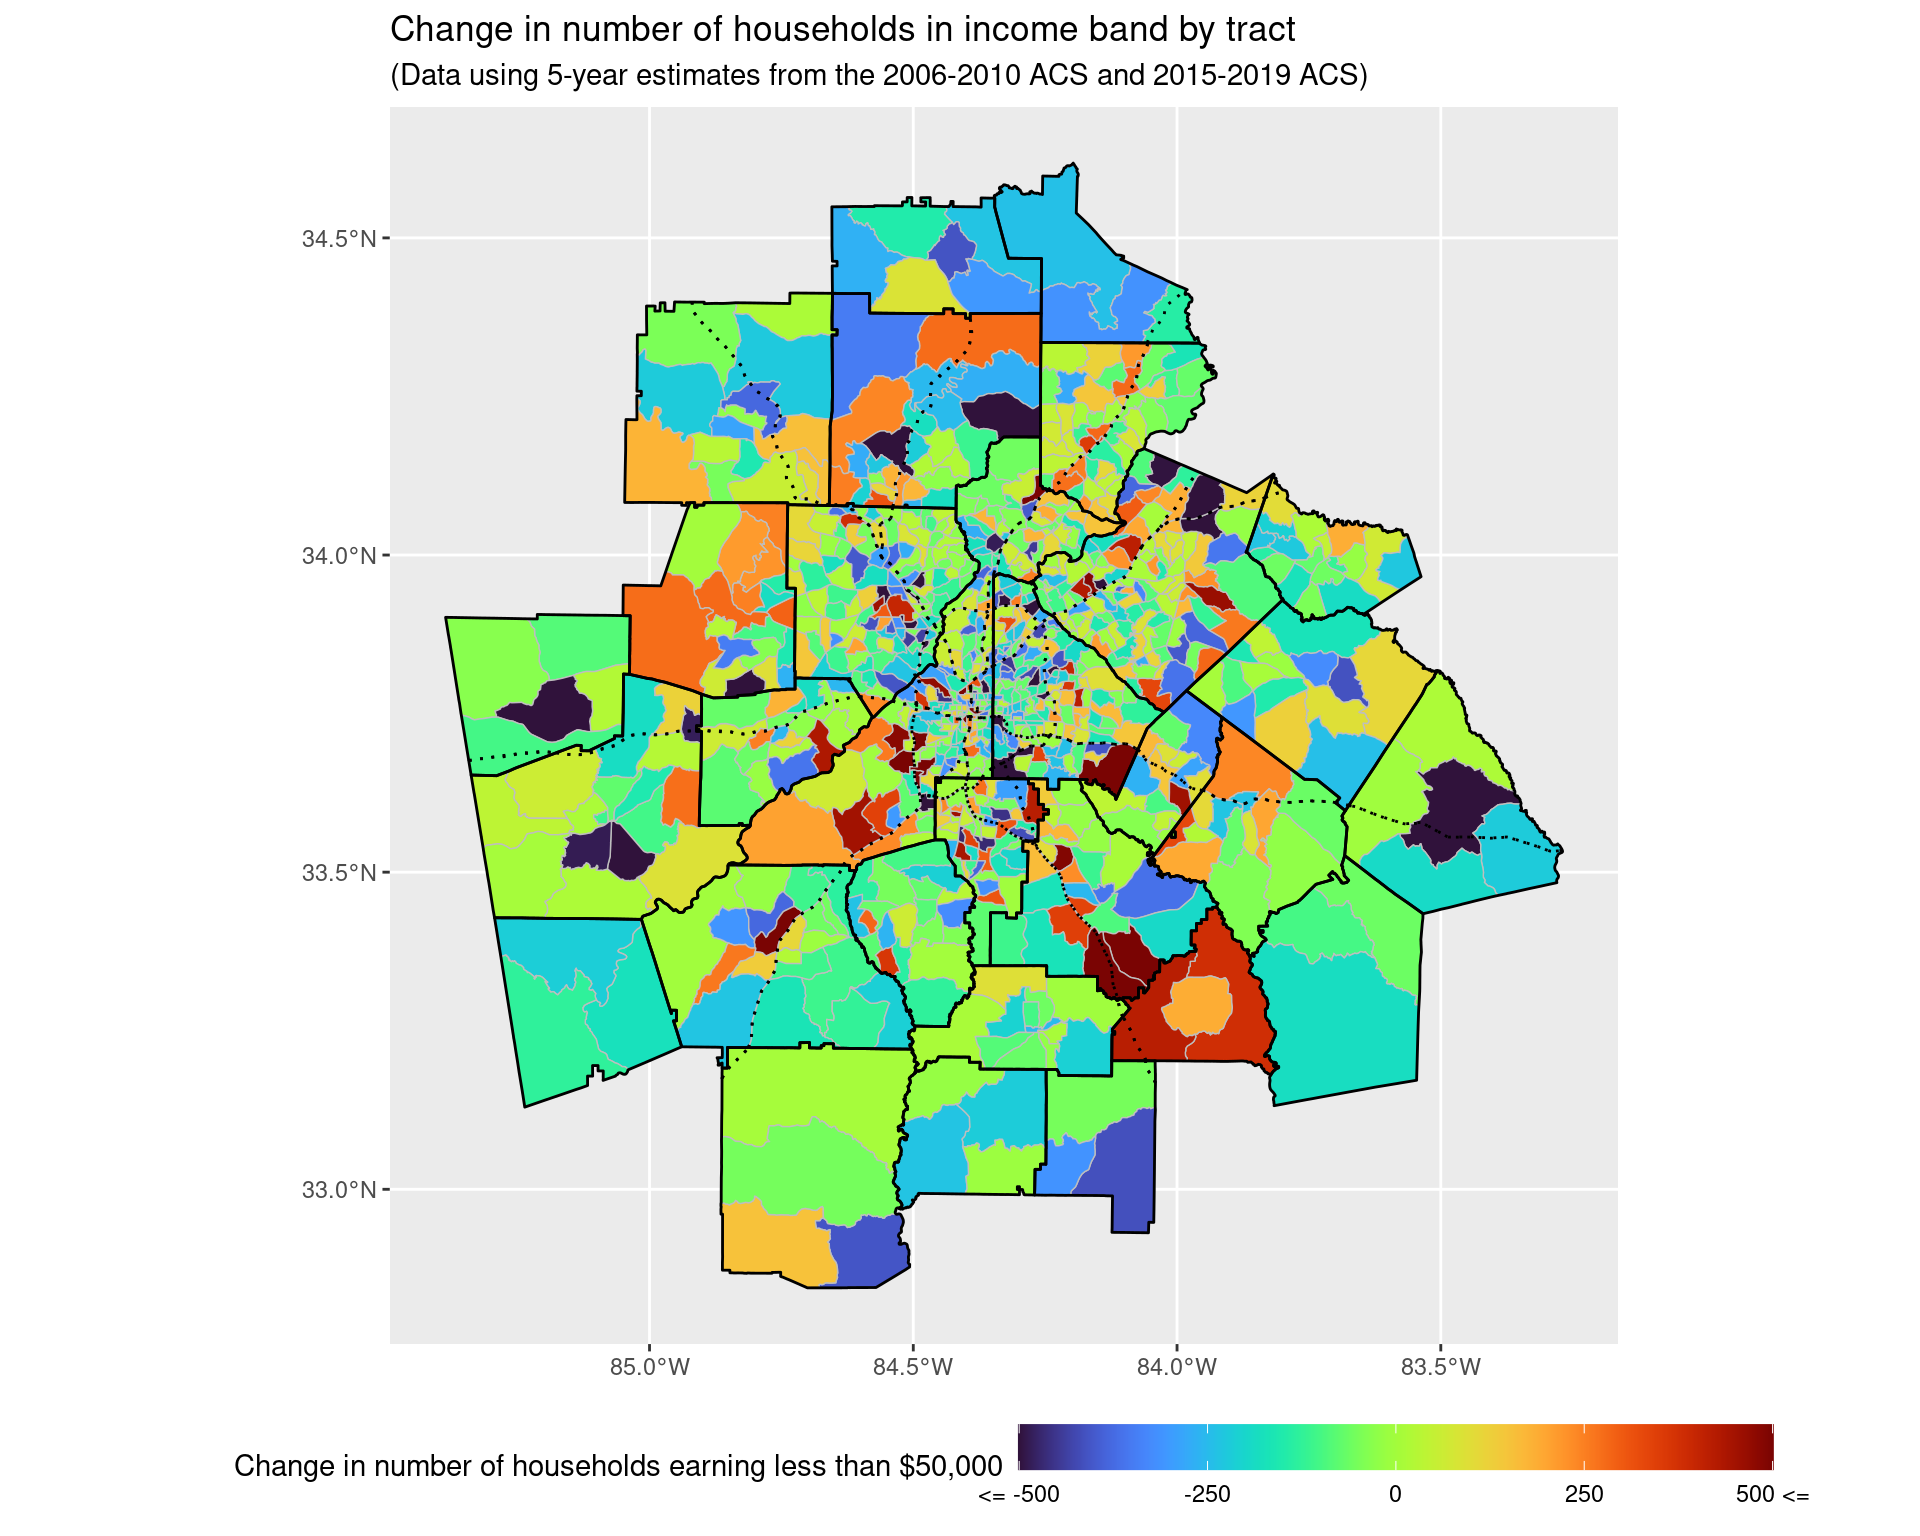 Change in number of households in income band by tract
(Data using 5-year estimates from the 2006-2010 ACS and 2015-2019 ACS)
34.5°N
34.0°N
33.5°N
33.0°N
85.0°W 84.5°W 84.0°W 83.5°W
Change in number of households earning less than $50,000
<= -500 -250 0 250 500 <=